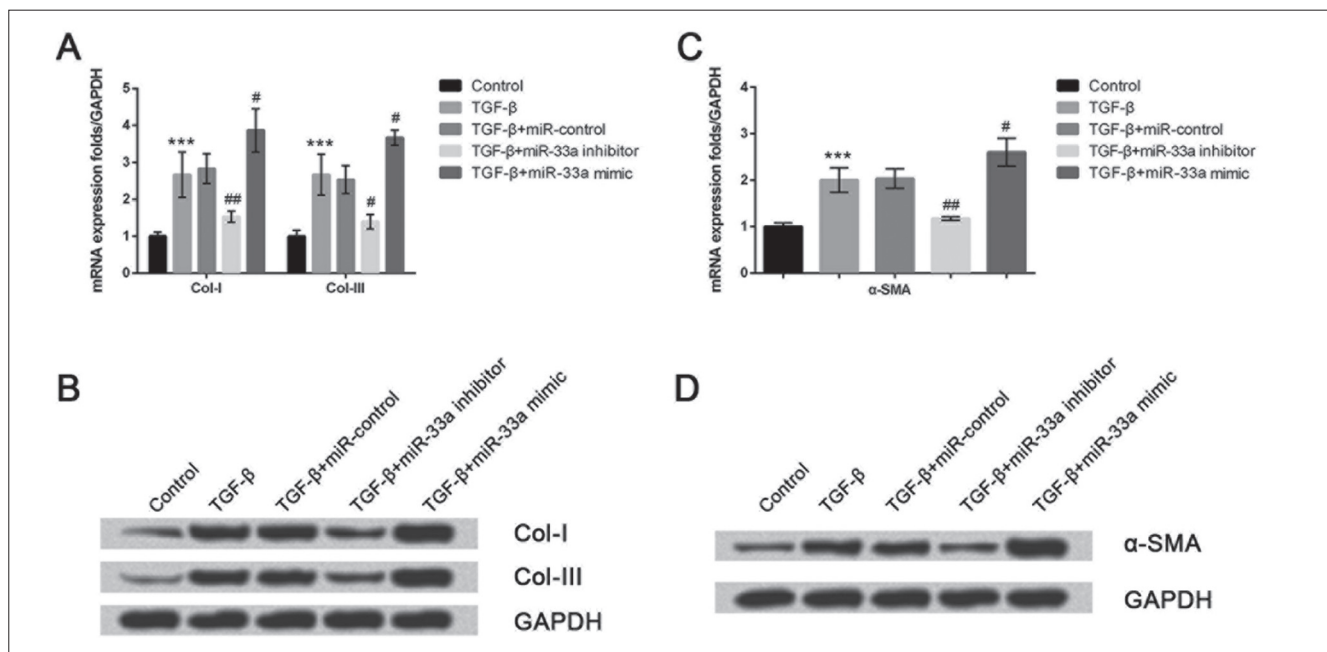 A
mRNA expression folds/GAPDH
5
4
3
2
1
0
***
##
#
***
#
#
Col-I
Col-III
Control
TGF-β
TGF-β+miR-control
TGF-β+miR-33a inhibitor
TGF-β+miR-33a mimic
C
mRNA expression folds/GAPDH
4
3
2
1
0
***
##
#
α-SMA
Control
TGF-β
TGF-β+miR-control
TGF-β+miR-33a inhibitor
TGF-β+miR-33a mimic
B
Control
TGF-β
TGF-β+miR-control
TGF-β+miR-33a inhibitor
TGF-β+miR-33a mimic
Col-I
Col-III
GAPDH
D
Control
TGF-β
TGF-β+miR-control
TGF-β+miR-33a inhibitor
TGF-β+miR-33a mimic
α-SMA
GAPDH